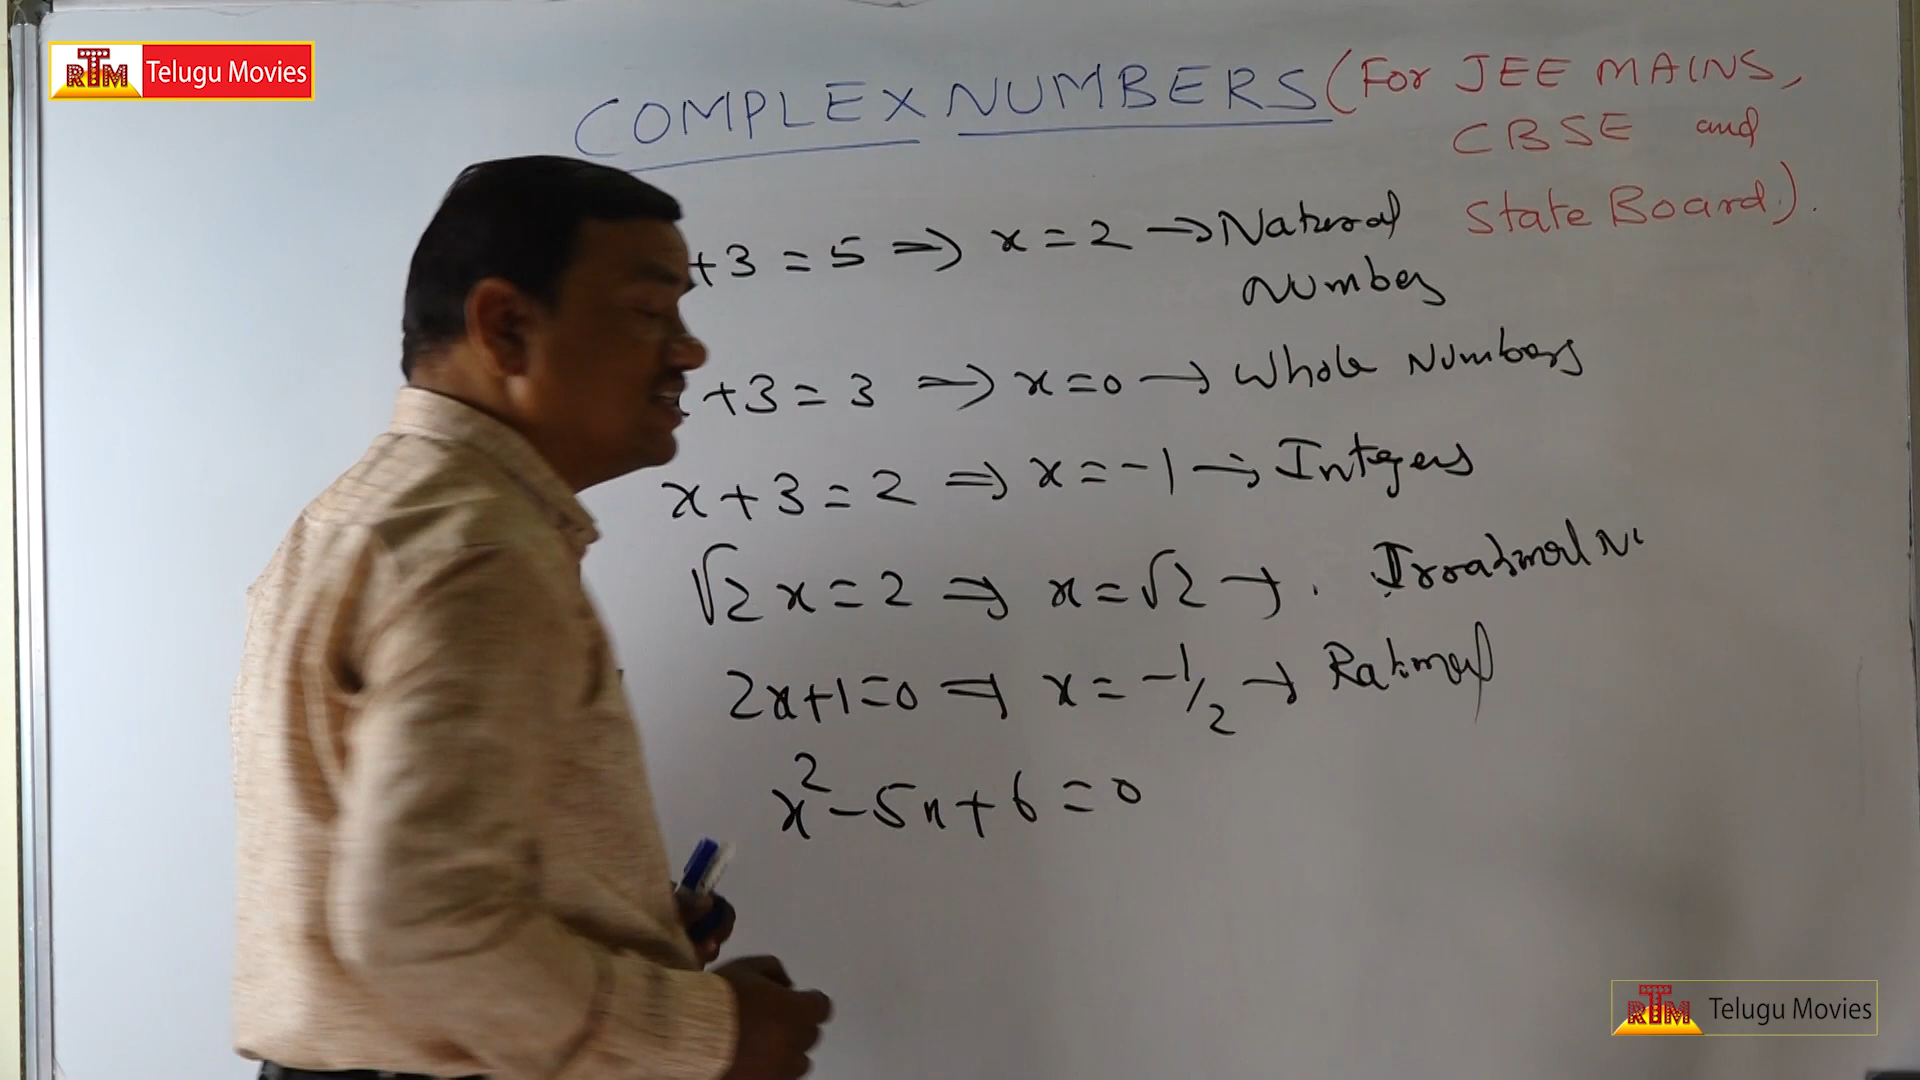 RTM Telugu Movies
COMPLEX NUMBERS (For JEE MAINS,
CBSE and
State Board).
+3 = 5 ⇒ x = 2 → Natural
Number
+3 = 3 ⇒ x = 0 → Whole Numbers
x + 3 = 2 ⇒ x = -1 → Integers
√2 x = 2 ⇒ x = √2 → . Irrational Nu
2x+1=0 ⇒ x = -1/2 → Rational
x² - 5x + 6 = 0
RTM Telugu Movies